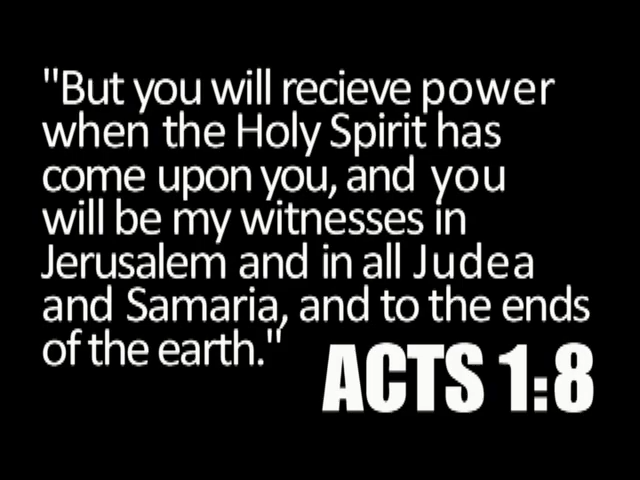 "But you will recieve power
when the Holy Spirit has
come upon you, and you
will be my witnesses in
Jerusalem and in all Judea
and Samaria, and to the ends
of the earth."
ACTS 1:8